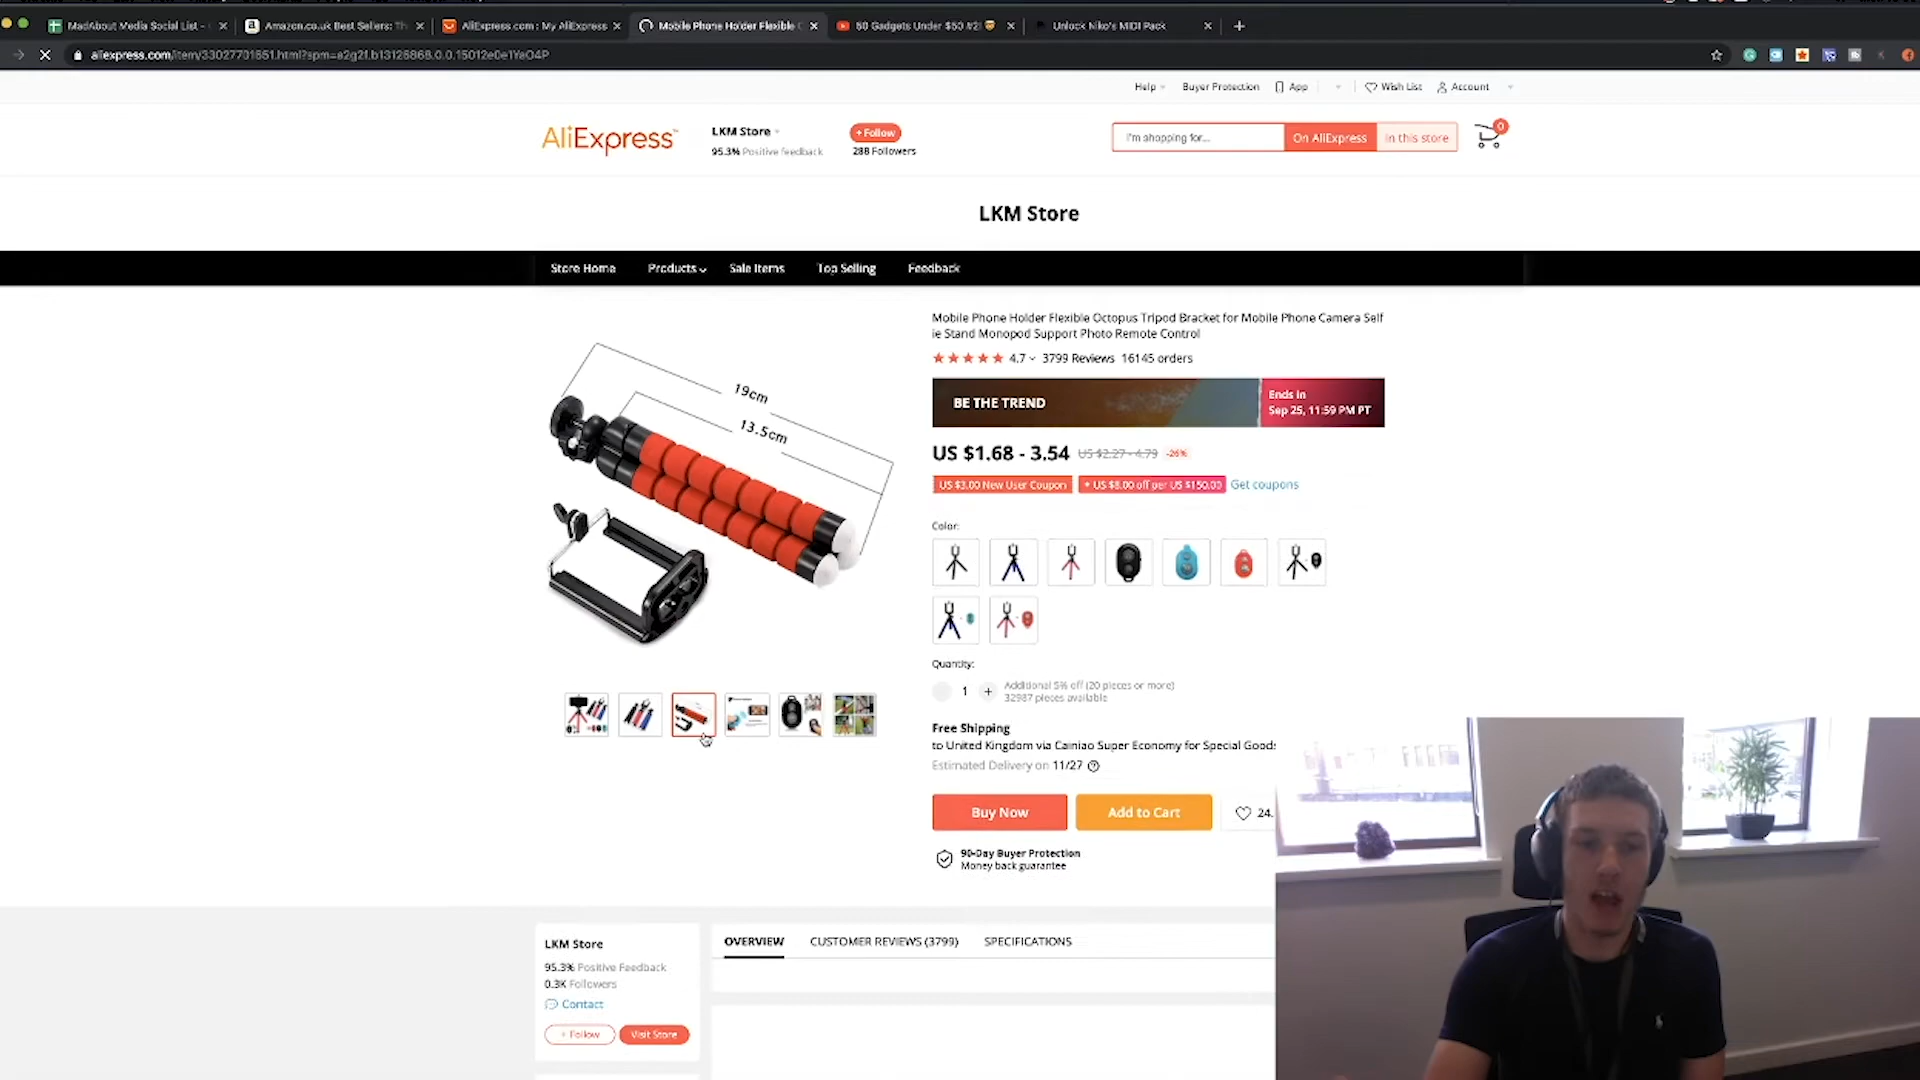 MadAbout Media Social List -
Amazon.co.uk Best Sellers: Th
AliExpress.com : My AliExpress
Mobile Phone Holder Flexible
50 Gadgets Under $50 #2!
Unlock Niko's MIDI Pack
aliexpress.com/item/33027701651.html?spm=a2g2f.b13126868.0.0.15012e0e1YaO4P
Help
Buyer Protection
App
Wish List
Account
AliExpress
LKM Store
+ Follow
95.3% Positive feedback
288 Followers
I'm shopping for...
On AliExpress
In this store
0
LKM Store
Store Home
Products
Sale Items
Top Selling
Feedback
Mobile Phone Holder Flexible Octopus Tripod Bracket for Mobile Phone Camera Self
ie Stand Monopod Support Photo Remote Control
4.7
3799 Reviews
16145 orders
BE THE TREND
Ends in
Sep 25, 11:59 PM PT
19cm
13.5cm
US $1.68 - 3.54
US $2.27 - 4.79
-26%
US $3.00 New User Coupon
+ US $8.00 off per US $150.00
Get coupons
Color:
Quantity:
1
+
Additional 5% off (20 pieces or more)
32987 pieces available
Free Shipping
to United Kingdom via Cainiao Super Economy for Special Goods
Estimated Delivery on 11/27
Buy Now
Add to Cart
24.
90-Day Buyer Protection
Money back guarantee
LKM Store
95.3% Positive Feedback
0.3K Followers
Contact
+ Follow
Visit Store
OVERVIEW
CUSTOMER REVIEWS (3799)
SPECIFICATIONS